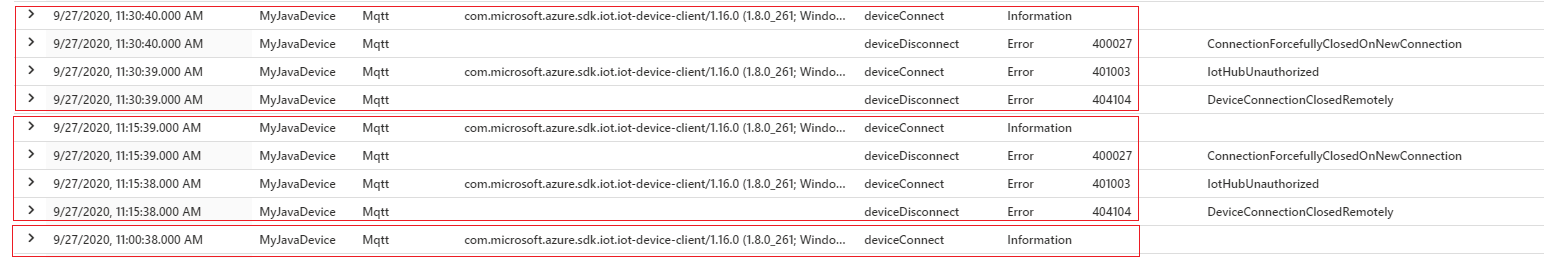 9/27/2020, 11:30:40.000 AM MyJavaDevice Mqtt com.microsoft.azure.sdk.iot.iot-device-client/1.16.0 (1.8.0_261; Windo... deviceConnect Information
9/27/2020, 11:30:40.000 AM MyJavaDevice Mqtt deviceDisconnect Error 400027 ConnectionForcefullyClosedOnNewConnection
9/27/2020, 11:30:39.000 AM MyJavaDevice Mqtt com.microsoft.azure.sdk.iot.iot-device-client/1.16.0 (1.8.0_261; Windo... deviceConnect Error 401003 IotHubUnauthorized
9/27/2020, 11:30:39.000 AM MyJavaDevice Mqtt deviceDisconnect Error 404104 DeviceConnectionClosedRemotely
9/27/2020, 11:15:39.000 AM MyJavaDevice Mqtt com.microsoft.azure.sdk.iot.iot-device-client/1.16.0 (1.8.0_261; Windo... deviceConnect Information
9/27/2020, 11:15:39.000 AM MyJavaDevice Mqtt deviceDisconnect Error 400027 ConnectionForcefullyClosedOnNewConnection
9/27/2020, 11:15:38.000 AM MyJavaDevice Mqtt com.microsoft.azure.sdk.iot.iot-device-client/1.16.0 (1.8.0_261; Windo... deviceConnect Error 401003 IotHubUnauthorized
9/27/2020, 11:15:38.000 AM MyJavaDevice Mqtt deviceDisconnect Error 404104 DeviceConnectionClosedRemotely
9/27/2020, 11:00:38.000 AM MyJavaDevice Mqtt com.microsoft.azure.sdk.iot.iot-device-client/1.16.0 (1.8.0_261; Windo... deviceConnect Information